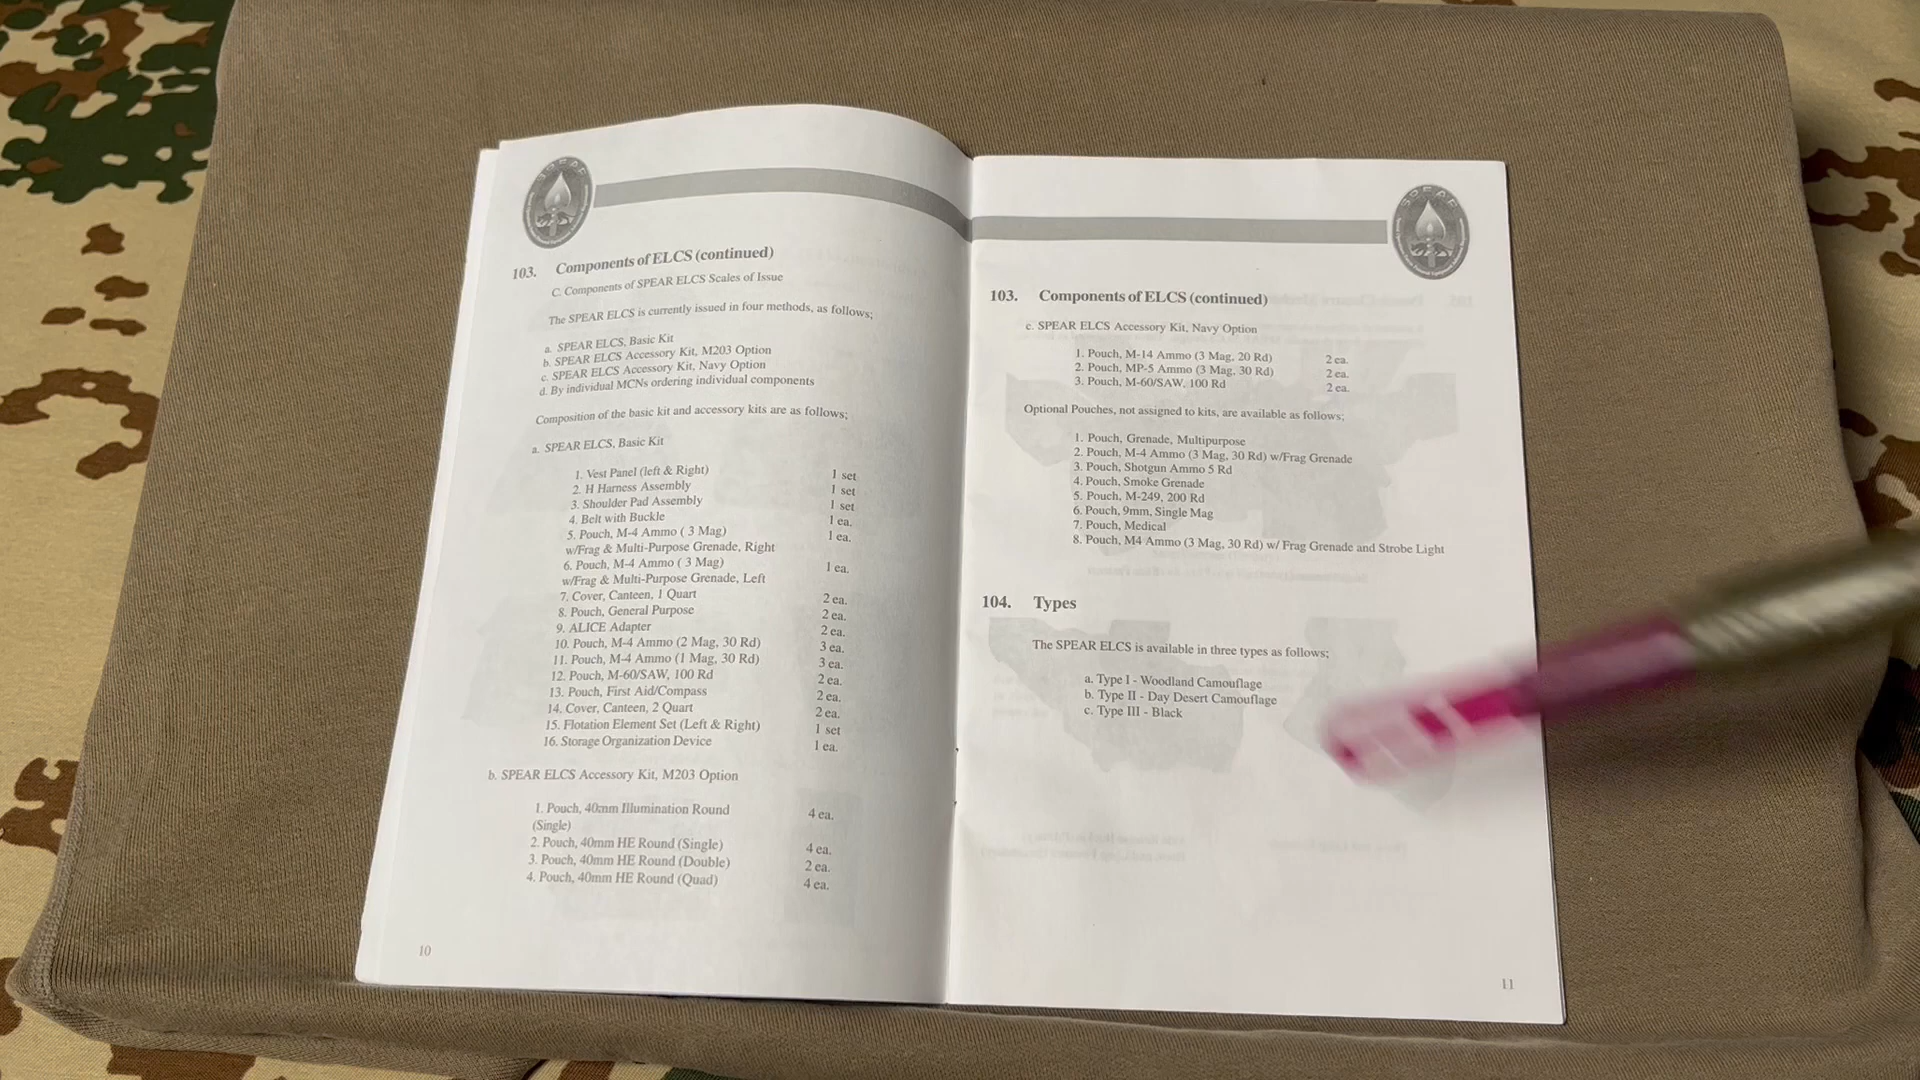 SPEAR
103. Components of ELCS (continued)
C. Components of SPEAR ELCS Scales of Issue
The SPEAR ELCS is currently issued in four methods, as follows;
a. SPEAR ELCS, Basic Kit
b. SPEAR ELCS Accessory Kit, M203 Option
c. SPEAR ELCS Accessory Kit, Navy Option
d. By individual MCNs ordering individual components
Composition of the basic kit and accessory kits are as follows;
a. SPEAR ELCS, Basic Kit
1. Vest Panel (left & Right) 1 set
2. H Harness Assembly 1 set
3. Shoulder Pad Assembly 1 set
4. Belt with Buckle 1 ea.
5. Pouch, M-4 Ammo ( 3 Mag) 1 ea.
w/Frag & Multi-Purpose Grenade, Right
6. Pouch, M-4 Ammo ( 3 Mag) 1 ea.
w/Frag & Multi-Purpose Grenade, Left
7. Cover, Canteen, 1 Quart 2 ea.
8. Pouch, General Purpose 2 ea.
9. ALICE Adapter 2 ea.
10. Pouch, M-4 Ammo (2 Mag, 30 Rd) 3 ea.
11. Pouch, M-4 Ammo (1 Mag, 30 Rd) 3 ea.
12. Pouch, M-60/SAW, 100 Rd 2 ea.
13. Pouch, First Aid/Compass 2 ea.
14. Cover, Canteen, 2 Quart 2 ea.
15. Flotation Element Set (Left & Right) 1 set
16. Storage Organization Device 1 ea.
b. SPEAR ELCS Accessory Kit, M203 Option
1. Pouch, 40mm Illumination Round 4 ea.
(Single)
2. Pouch, 40mm HE Round (Single) 4 ea.
3. Pouch, 40mm HE Round (Double) 2 ea.
4. Pouch, 40mm HE Round (Quad) 4 ea.
10
SPEAR
103. Components of ELCS (continued)
c. SPEAR ELCS Accessory Kit, Navy Option
1. Pouch, M-14 Ammo (3 Mag, 20 Rd) 2 ea.
2. Pouch, MP-5 Ammo (3 Mag, 30 Rd) 2 ea.
3. Pouch, M-60/SAW, 100 Rd 2 ea.
Optional Pouches, not assigned to kits, are available as follows;
1. Pouch, Grenade, Multipurpose
2. Pouch, M-4 Ammo (3 Mag, 30 Rd) w/Frag Grenade
3. Pouch, Shotgun Ammo 5 Rd
4. Pouch, Smoke Grenade
5. Pouch, M-249, 200 Rd
6. Pouch, 9mm, Single Mag
7. Pouch, Medical
8. Pouch, M4 Ammo (3 Mag, 30 Rd) w/ Frag Grenade and Strobe Light
104. Types
The SPEAR ELCS is available in three types as follows;
a. Type I - Woodland Camouflage
b. Type II - Day Desert Camouflage
c. Type III - Black
11